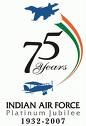 75
Years
INDIAN AIR FORCE
Platinum Jubilee
1932-2007